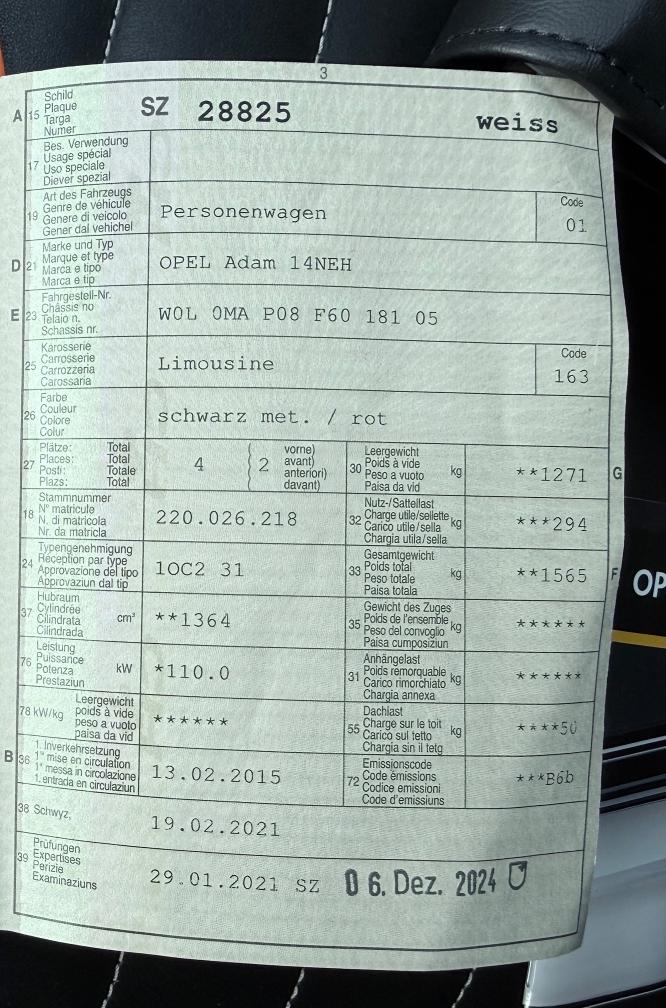 3
A 15 Schild
Plaque
Targa
Numer
SZ 28825 weiss
17 Bes. Verwendung
Usage spécial
Uso speciale
Diever spezial
19 Art des Fahrzeugs
Genre de véhicule
Genere di veicolo
Gener dal vehichel
Personenwagen
Code
01
D 21 Marke und Typ
Marque et type
Marca e tipo
Marca e tip
OPEL Adam 14NEH
E 23 Fahrgestell-Nr.
Châssis no
Telaio n.
Schassis nr.
W0L 0MA P08 F60 181 05
25 Karosserie
Carrosserie
Carrozzeria
Carossaria
Limousine
Code
163
26 Farbe
Couleur
Colore
Colur
schwarz met. / rot
27 Plätze: Total
Places: Total
Posti: Totale
Plazs: Total
4
2
vorne)
avant)
anteriori)
davant)
30 Leergewicht
Poids à vide
Peso a vuoto
Paisa da vid
kg
**1271
G
18 Stammnummer
N° matricule
N. di matricola
Nr. da matricla
220.026.218
32 Nutz-/Sattellast
Charge utile/sellette
Carico utile/sella
Chargia utila/sella
kg
***294
24 Typengenehmigung
Réception par type
Approvazione del tipo
Approvaziun dal tip
1OC2 31
33 Gesamtgewicht
Poids total
Peso totale
Paisa totala
kg
**1565
F
37 Hubraum
Cylindrée
Cilindrata
Cilindrada
cm³
**1364
35 Gewicht des Zuges
Poids de l'ensemble
Peso del convoglio
Paisa cumposiziun
kg
******
76 Leistung
Puissance
Potenza
Prestaziun
kW
*110.0
31 Anhängelast
Poids remorquable
Carico rimorchiato
Chargia annexa
kg
******
78 kW/kg Leergewicht
poids à vide
peso a vuoto
paisa da vid
******
55 Dachlast
Charge sur le toit
Carico sul tetto
Chargia sin il tetg
kg
****50
B 36 1. Inverkehrsetzung
1re mise en circulation
1a messa in circolazione
1. entrada en circulaziun
13.02.2015
72 Emissionscode
Code émissions
Codice emissioni
Code d'emissiuns
***B6b
38 Schwyz,
19.02.2021
39 Prüfungen
Expertises
Perizie
Examinaziuns
29.01.2021 SZ 06. Dez. 2024
OP